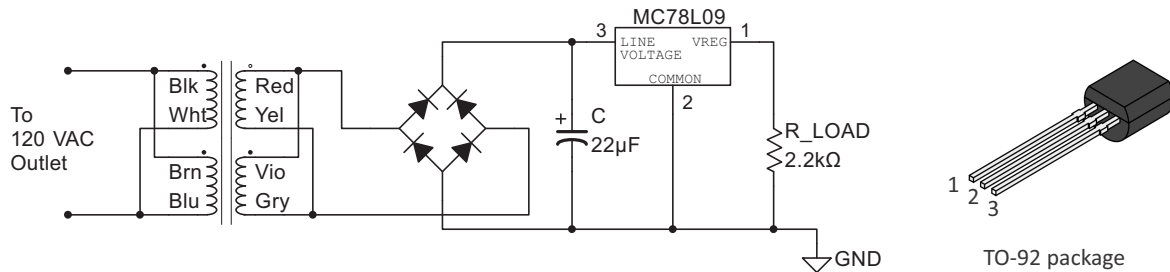 MC78L09
3
LINE VREG
VOLTAGE
1
COMMON
2
Blk
Wht
Red
Yel
To
120 VAC
Outlet
Brn
Blu
Vio
Gry
+
C
22µF
R_LOAD
2.2kΩ
GND
1
2
3
TO-92 package